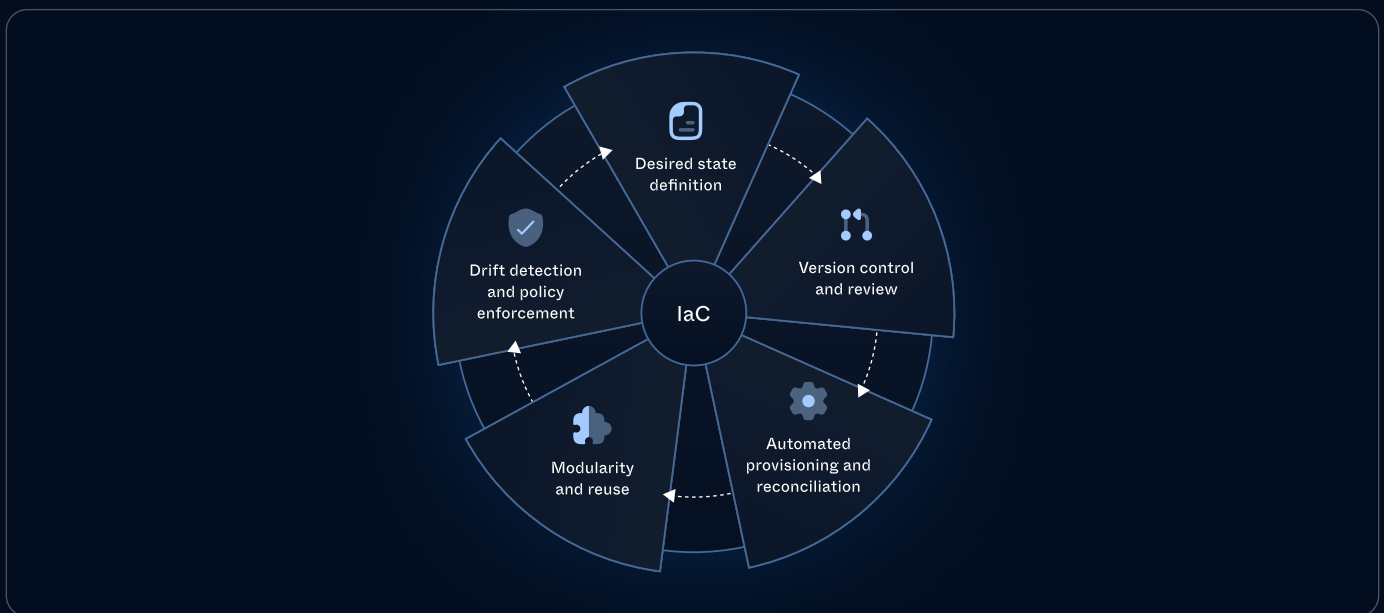 Desired state
definition
Version control
and review
Automated
provisioning and
reconciliation
Modularity
and reuse
Drift detection
and policy
enforcement
IaC